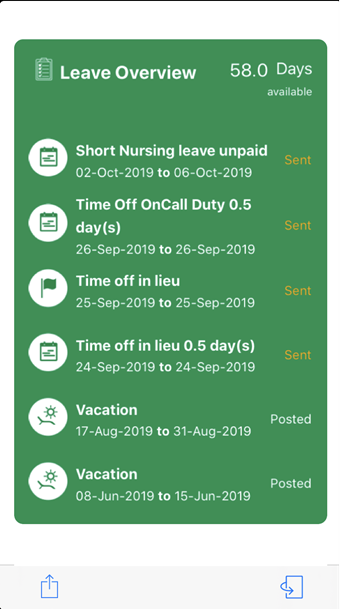 Leave Overview
58.0 Days
available
Short Nursing leave unpaid
02-Oct-2019 to 06-Oct-2019
Sent
Time Off OnCall Duty 0.5
day(s)
26-Sep-2019 to 26-Sep-2019
Sent
Time off in lieu
25-Sep-2019 to 25-Sep-2019
Sent
Time off in lieu 0.5 day(s)
24-Sep-2019 to 24-Sep-2019
Sent
Vacation
17-Aug-2019 to 31-Aug-2019
Posted
Vacation
08-Jun-2019 to 15-Jun-2019
Posted